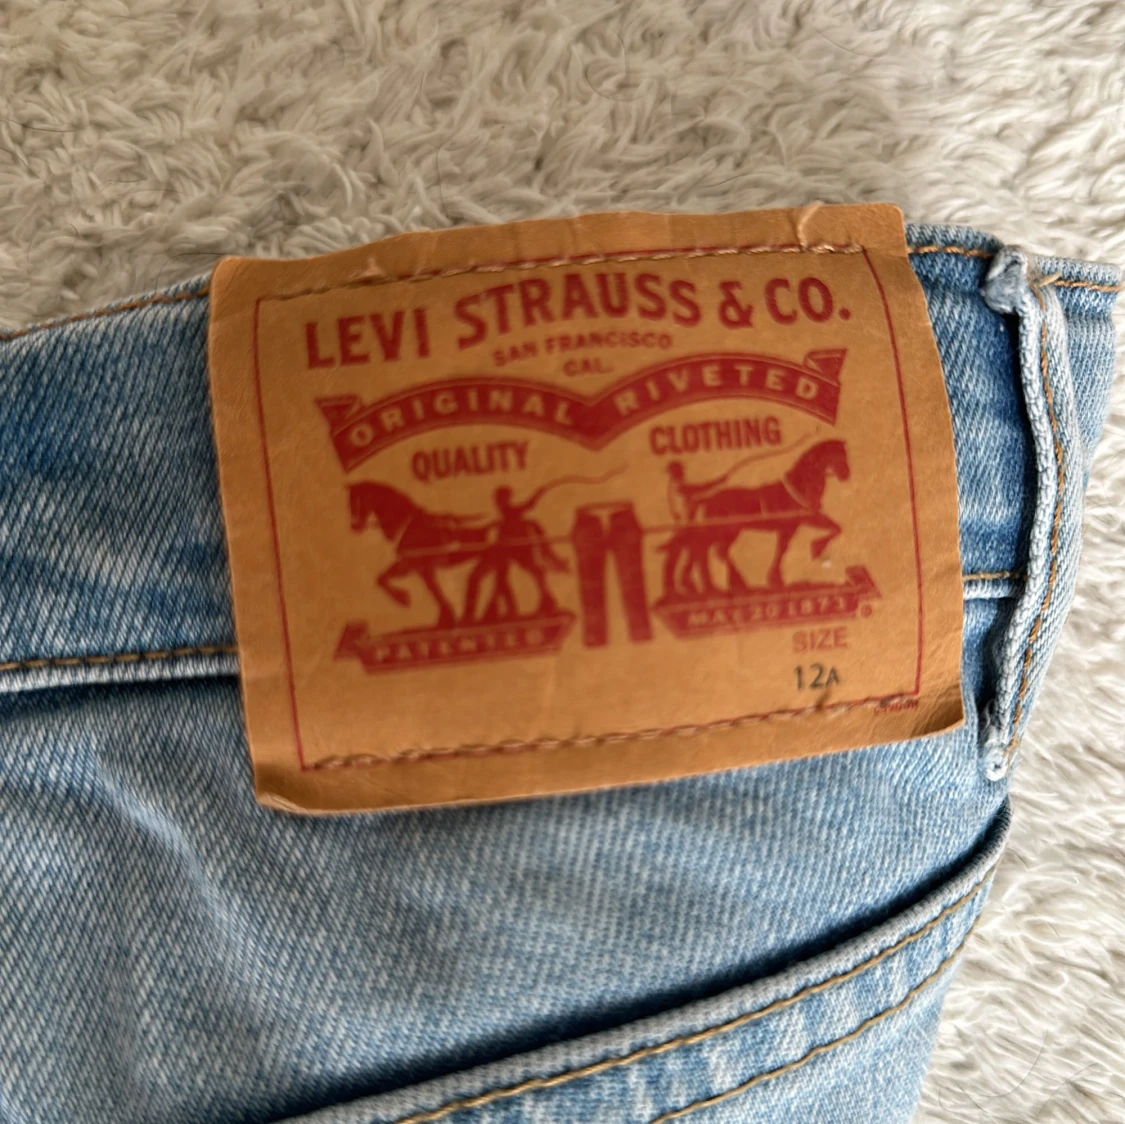 LEVI STRAUSS & CO.
SAN FRANCISCO
CAL.
ORIGINAL RIVETED
QUALITY CLOTHING
PATENTED MAY 20 1873
SIZE
12A